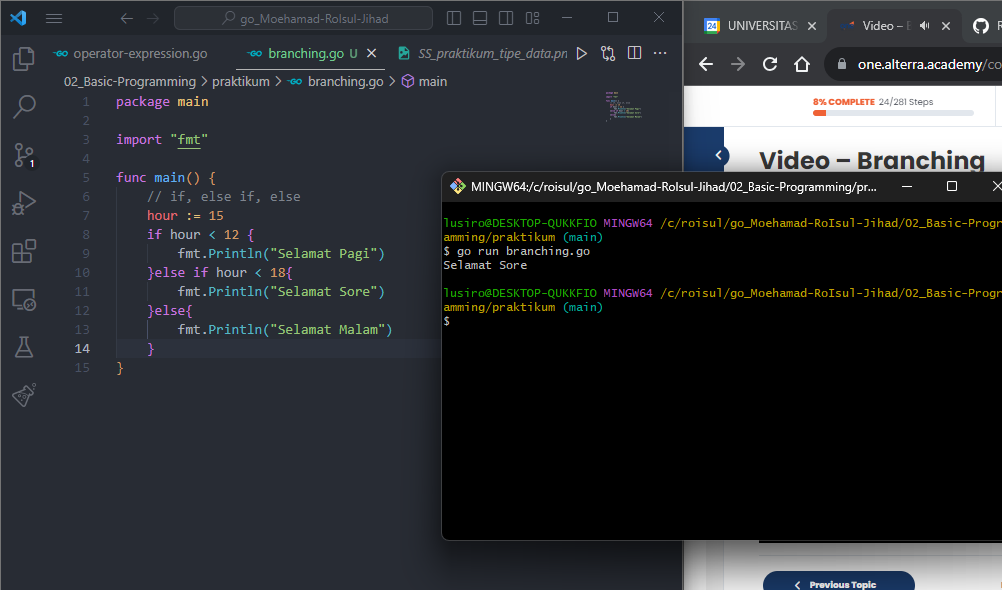 go_Moehamad-RoIsul-Jihad
operator-expression.go
branching.go U
SS_praktikum_tipe_data.pn
02_Basic-Programming > praktikum > branching.go > main
1 package main
2
3 import "fmt"
4
5 func main() {
6 // if, else if, else
7 hour := 15
8 if hour < 12 {
9 fmt.Println("Selamat Pagi")
10 }else if hour < 18{
11 fmt.Println("Selamat Sore")
12 }else{
13 fmt.Println("Selamat Malam")
14 }
15 }
1
UNIVERSITAS
Video – B
one.alterra.academy/co
8% COMPLETE 24/281 Steps
Video – Branching
MINGW64:/c/roisul/go_Moehamad-RoIsul-Jihad/02_Basic-Programming/pr...
lusiro@DESKTOP-QUKKFIO MINGW64 /c/roisul/go_Moehamad-RoIsul-Jihad/02_Basic-Progr
amming/praktikum (main)
$ go run branching.go
Selamat Sore
lusiro@DESKTOP-QUKKFIO MINGW64 /c/roisul/go_Moehamad-RoIsul-Jihad/02_Basic-Progr
amming/praktikum (main)
$
Previous Topic